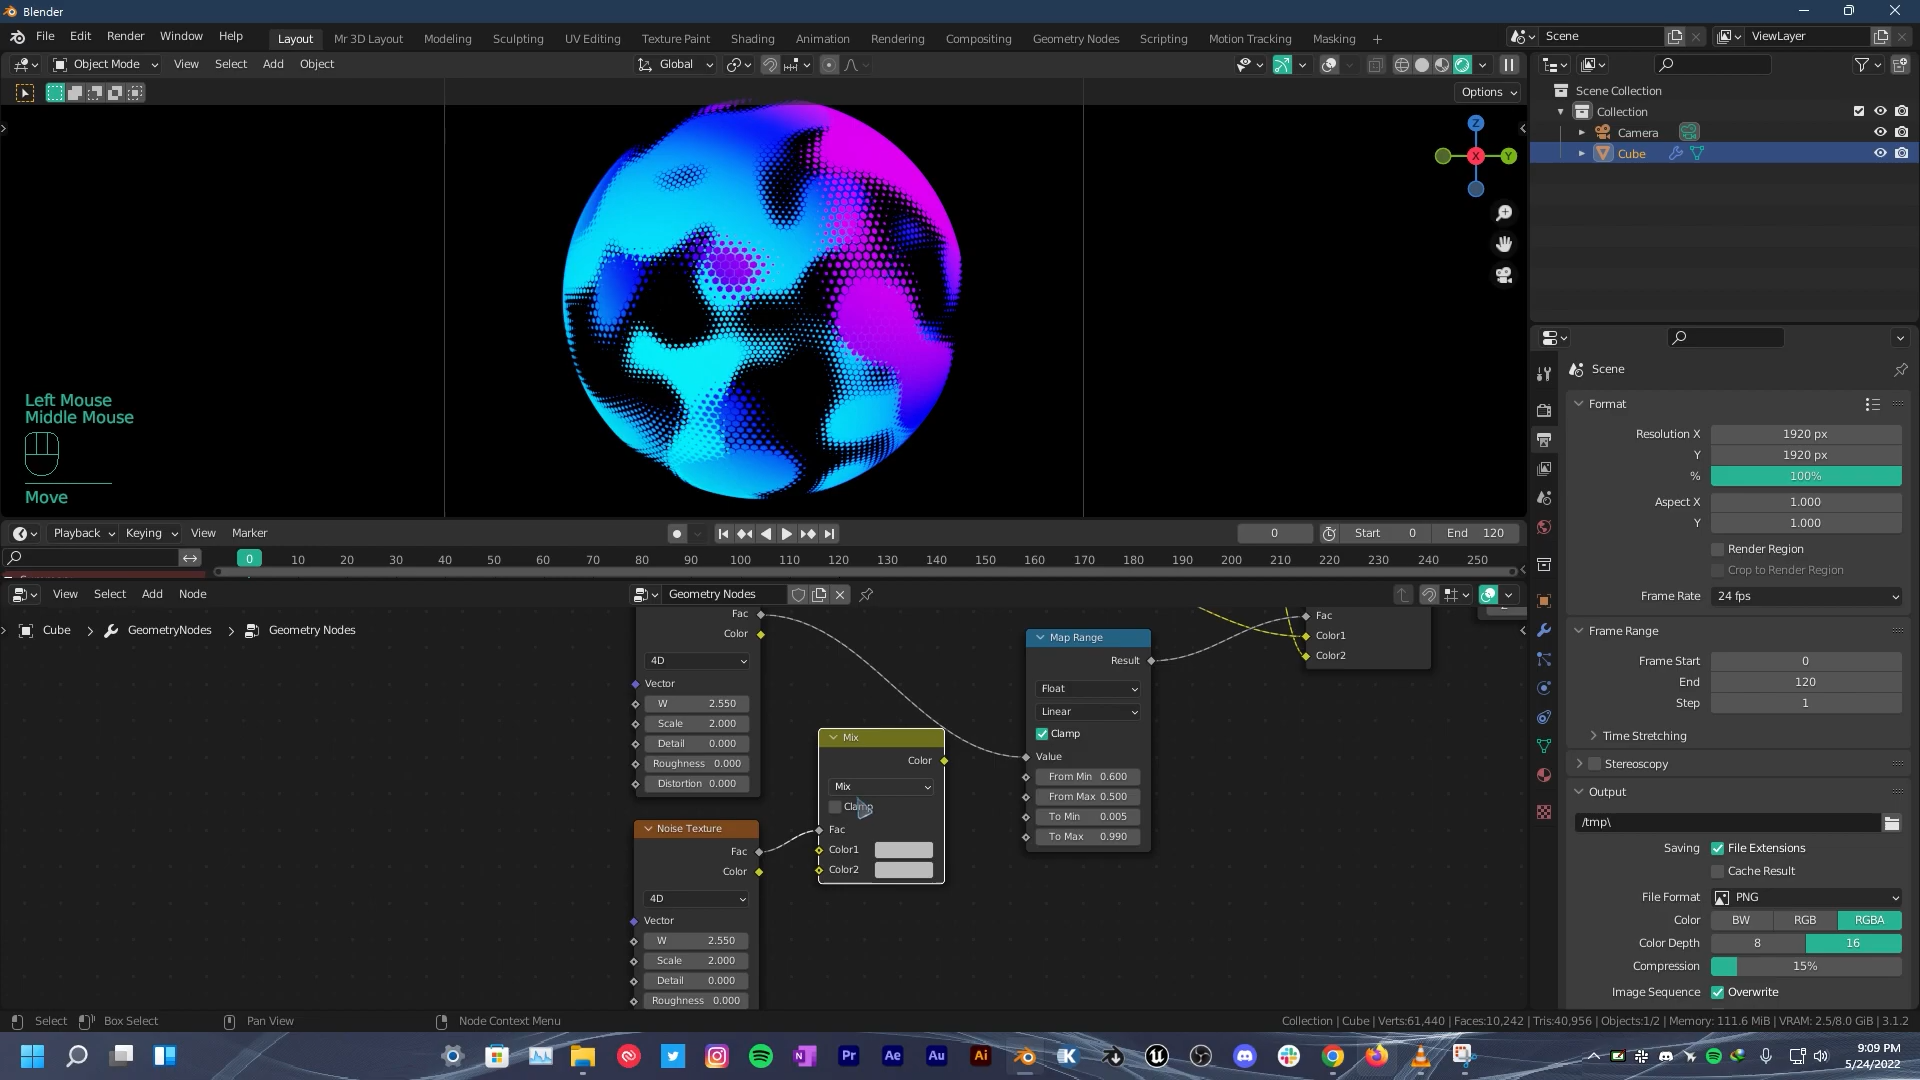 Blender
File Edit Render Window Help Layout Mr 3D Layout Modeling Sculpting UV Editing Texture Paint Shading Animation Rendering Compositing Geometry Nodes Scripting Motion Tracking Masking + Scene ViewLayer
Object Mode View Select Add Object Global
Options
Scene Collection
Collection
Camera
Cube
Z
X
Y
Left Mouse
Middle Mouse
Move
Scene
Format
Resolution X 1920 px
Y 1920 px
% 100%
Aspect X 1.000
Y 1.000
Render Region
Crop to Render Region
Frame Rate 24 fps
Frame Range
Frame Start 0
End 120
Step 1
Time Stretching
Stereoscopy
Output
/tmp\
Saving File Extensions
Cache Result
File Format PNG
Color BW RGB RGBA
Color Depth 8 16
Compression 15%
Image Sequence Overwrite
Playback Keying View Marker 0 Start 0 End 120
0 10 20 30 40 50 60 70 80 90 100 110 120 130 140 150 160 170 180 190 200 210 220 230 240 250
View Select Add Node Geometry Nodes
Cube GeometryNodes Geometry Nodes
Fac
Color
4D
Vector
W 2.550
Scale 2.000
Detail 0.000
Roughness 0.000
Distortion 0.000
Noise Texture
Fac
Color
4D
Vector
W 2.550
Scale 2.000
Detail 0.000
Roughness 0.000
Mix
Color
Mix
Clamp
Fac
Color1
Color2
Map Range
Result
Float
Linear
Clamp
Value
From Min 0.600
From Max 0.500
To Min 0.005
To Max 0.990
Fac
Color1
Color2
Select Box Select Pan View Node Context Menu Collection | Cube | Verts:61,440 | Faces:10,242 | Tris:40,956 | Objects:1/2 | Memory: 111.6 MiB | VRAM: 2.5/8.0 GiB | 3.1.2
Pr Ae Au Ai K
9:09 PM
5/24/2022